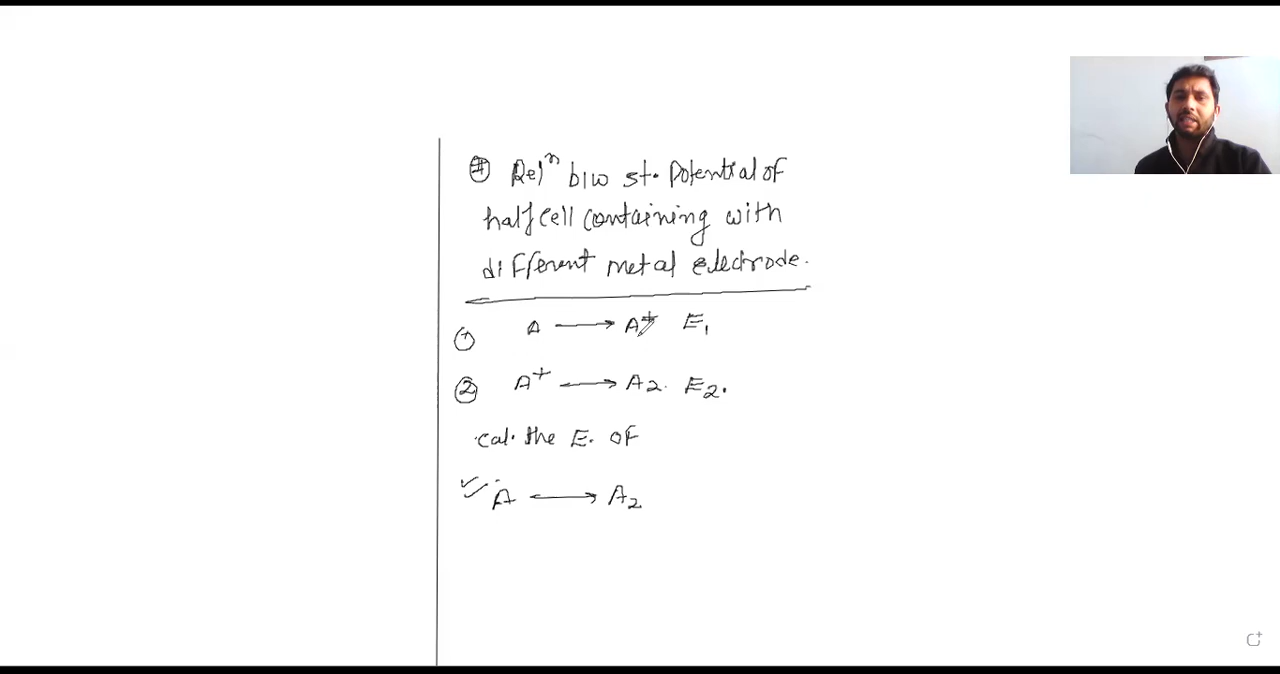 # Relⁿ b/w st. Potential of
half cell containing with
different metal electrode.
① A → A⁺ E₁
② A⁺ → A₂. E₂.
cal. the E. of
A → A₂